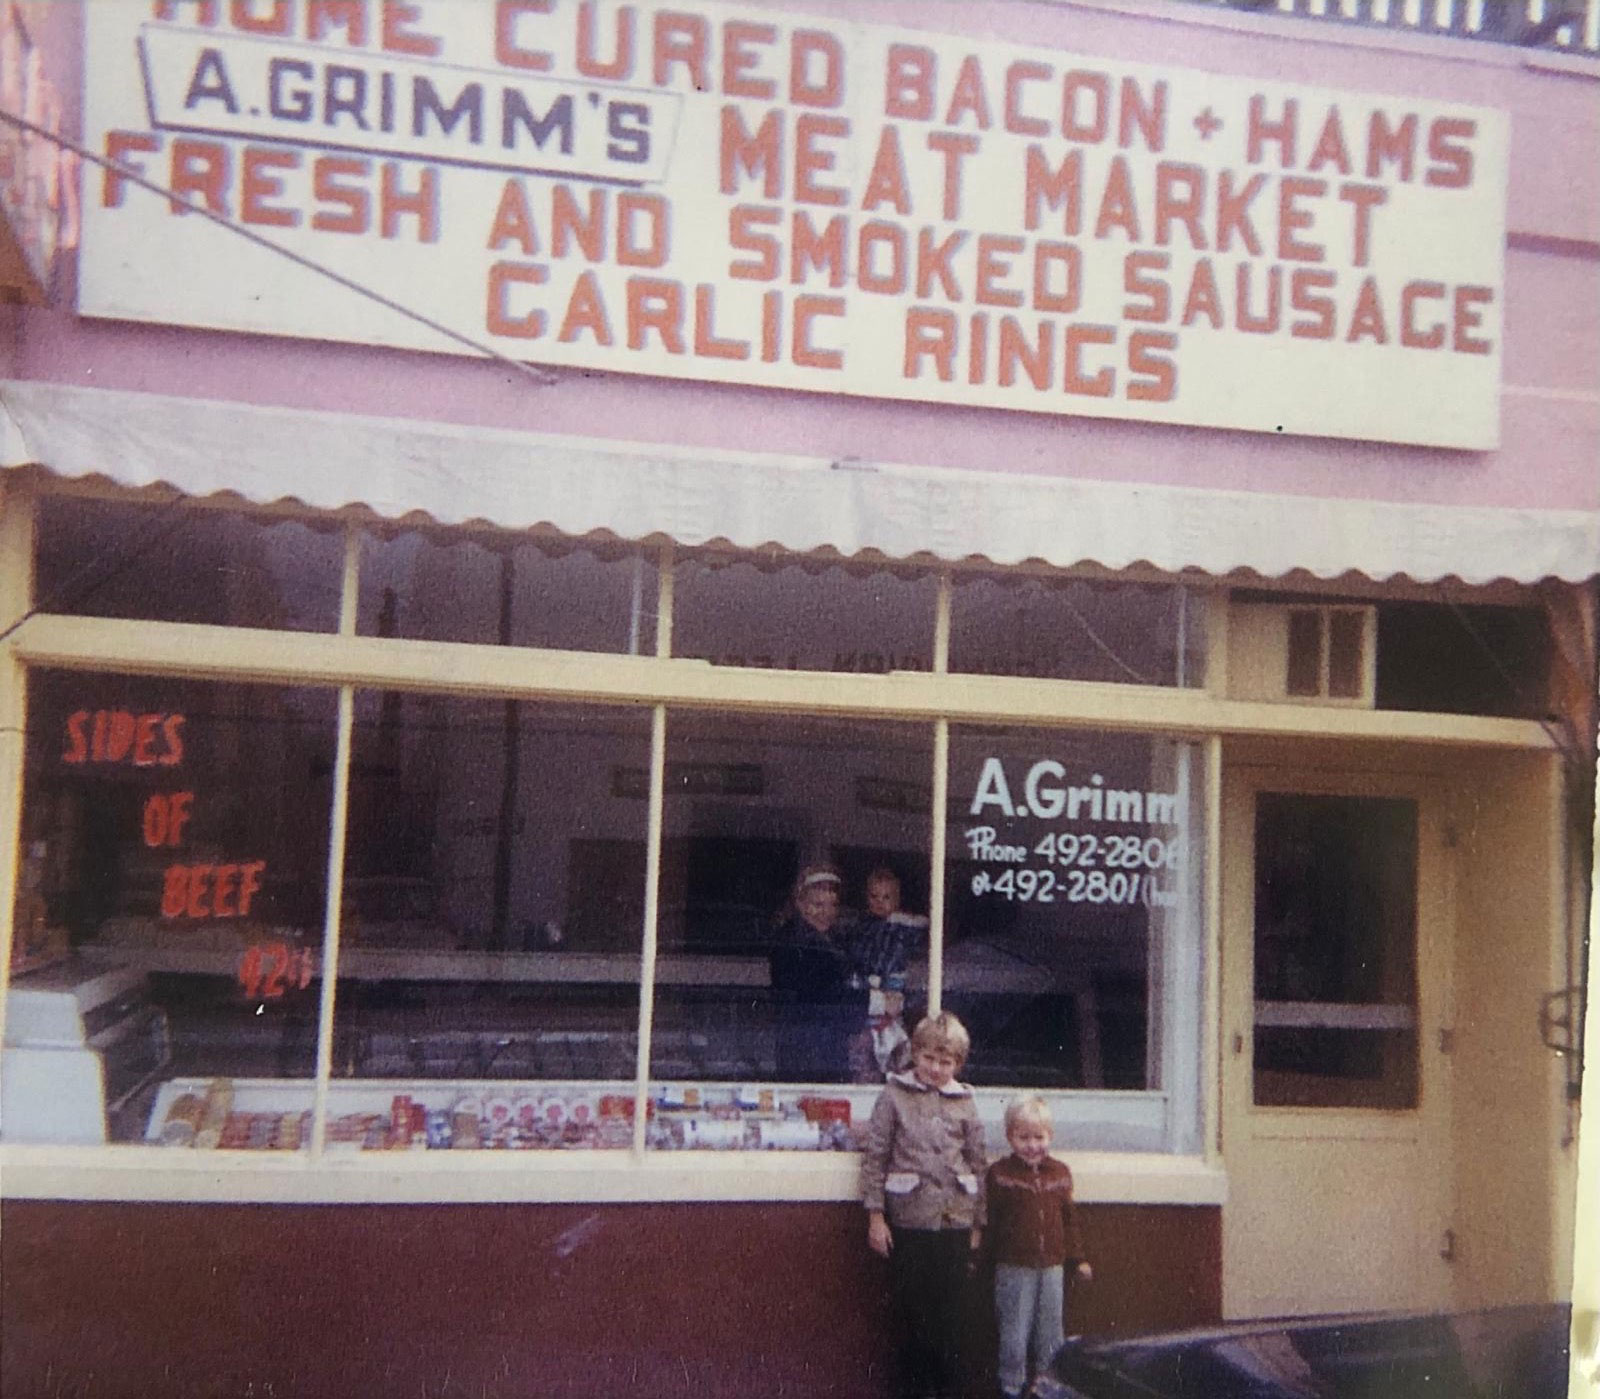 HOME CURED BACON + HAMS
A.GRIMM'S MEAT MARKET
FRESH AND SMOKED SAUSAGE
GARLIC RINGS
SIDES
OF
BEEF
A.Grimm
Phone 492-2806
or 492-2801